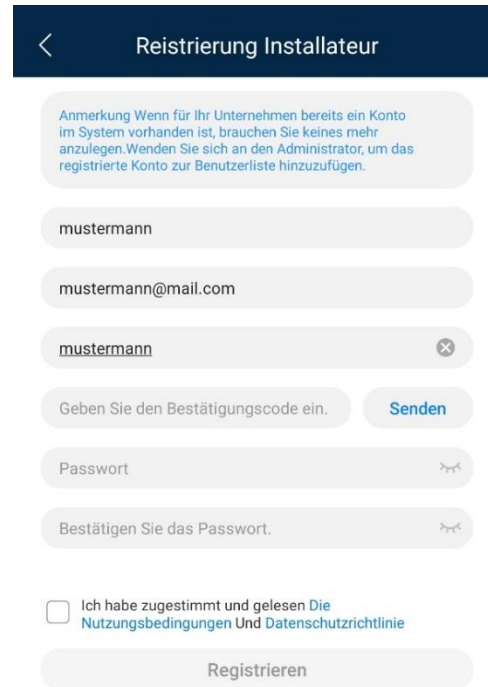 Reistrierung Installateur
Anmerkung Wenn für Ihr Unternehmen bereits ein Konto
im System vorhanden ist, brauchen Sie keines mehr
anzulegen.Wenden Sie sich an den Administrator, um das
registrierte Konto zur Benutzerliste hinzuzufügen.
mustermann
mustermann@mail.com
mustermann
Geben Sie den Bestätigungscode ein. Senden
Passwort
Bestätigen Sie das Passwort.
Ich habe zugestimmt und gelesen Die
Nutzungsbedingungen Und Datenschutzrichtlinie
Registrieren